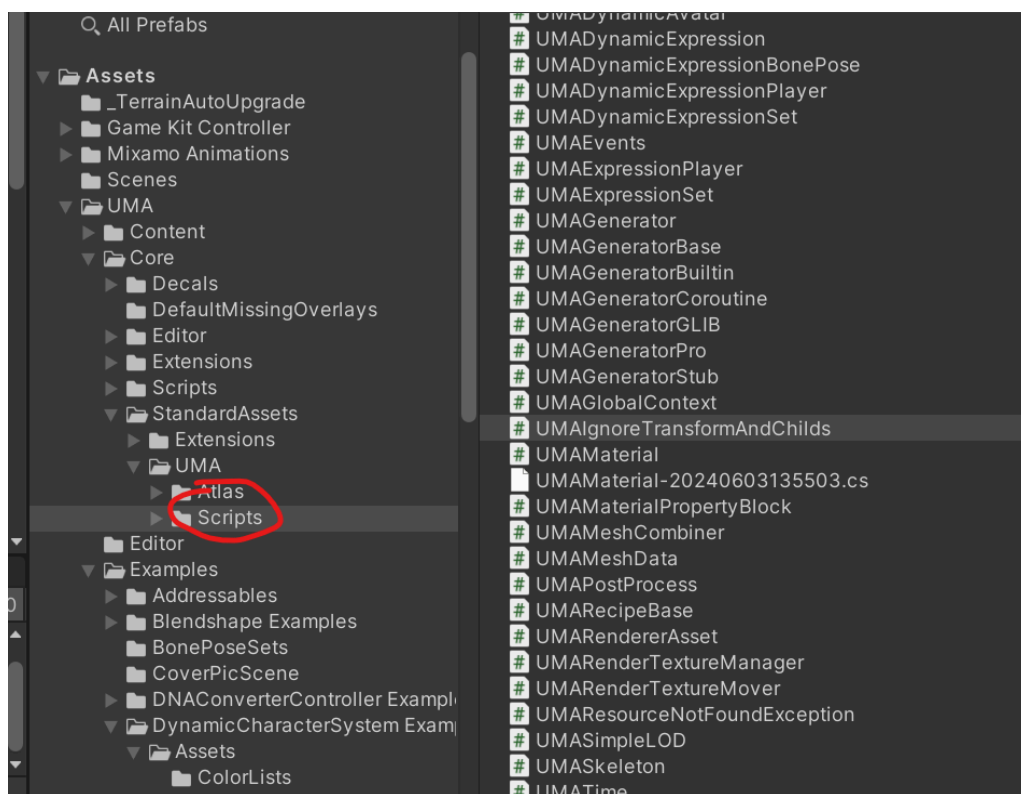 All Prefabs
Assets
_TerrainAutoUpgrade
Game Kit Controller
Mixamo Animations
Scenes
UMA
Content
Core
Decals
DefaultMissingOverlays
Editor
Extensions
Scripts
StandardAssets
Extensions
UMA
Atlas
Scripts
Editor
Examples
Addressables
Blendshape Examples
BonePoseSets
CoverPicScene
DNAConverterController Exampl
DynamicCharacterSystem Exam
Assets
ColorLists
UMADynamicAvatar
UMADynamicExpression
UMADynamicExpressionBonePose
UMADynamicExpressionPlayer
UMADynamicExpressionSet
UMAEvents
UMAExpressionPlayer
UMAExpressionSet
UMAGenerator
UMAGeneratorBase
UMAGeneratorBuiltin
UMAGeneratorCoroutine
UMAGeneratorGLIB
UMAGeneratorPro
UMAGeneratorStub
UMAGlobalContext
UMAIgnoreTransformAndChilds
UMAMaterial
UMAMaterial-20240603135503.cs
UMAMaterialPropertyBlock
UMAMeshCombiner
UMAMeshData
UMAPostProcess
UMARecipeBase
UMARendererAsset
UMARenderTextureManager
UMARenderTextureMover
UMAResourceNotFoundException
UMASimpleLOD
UMASkeleton
UMATime